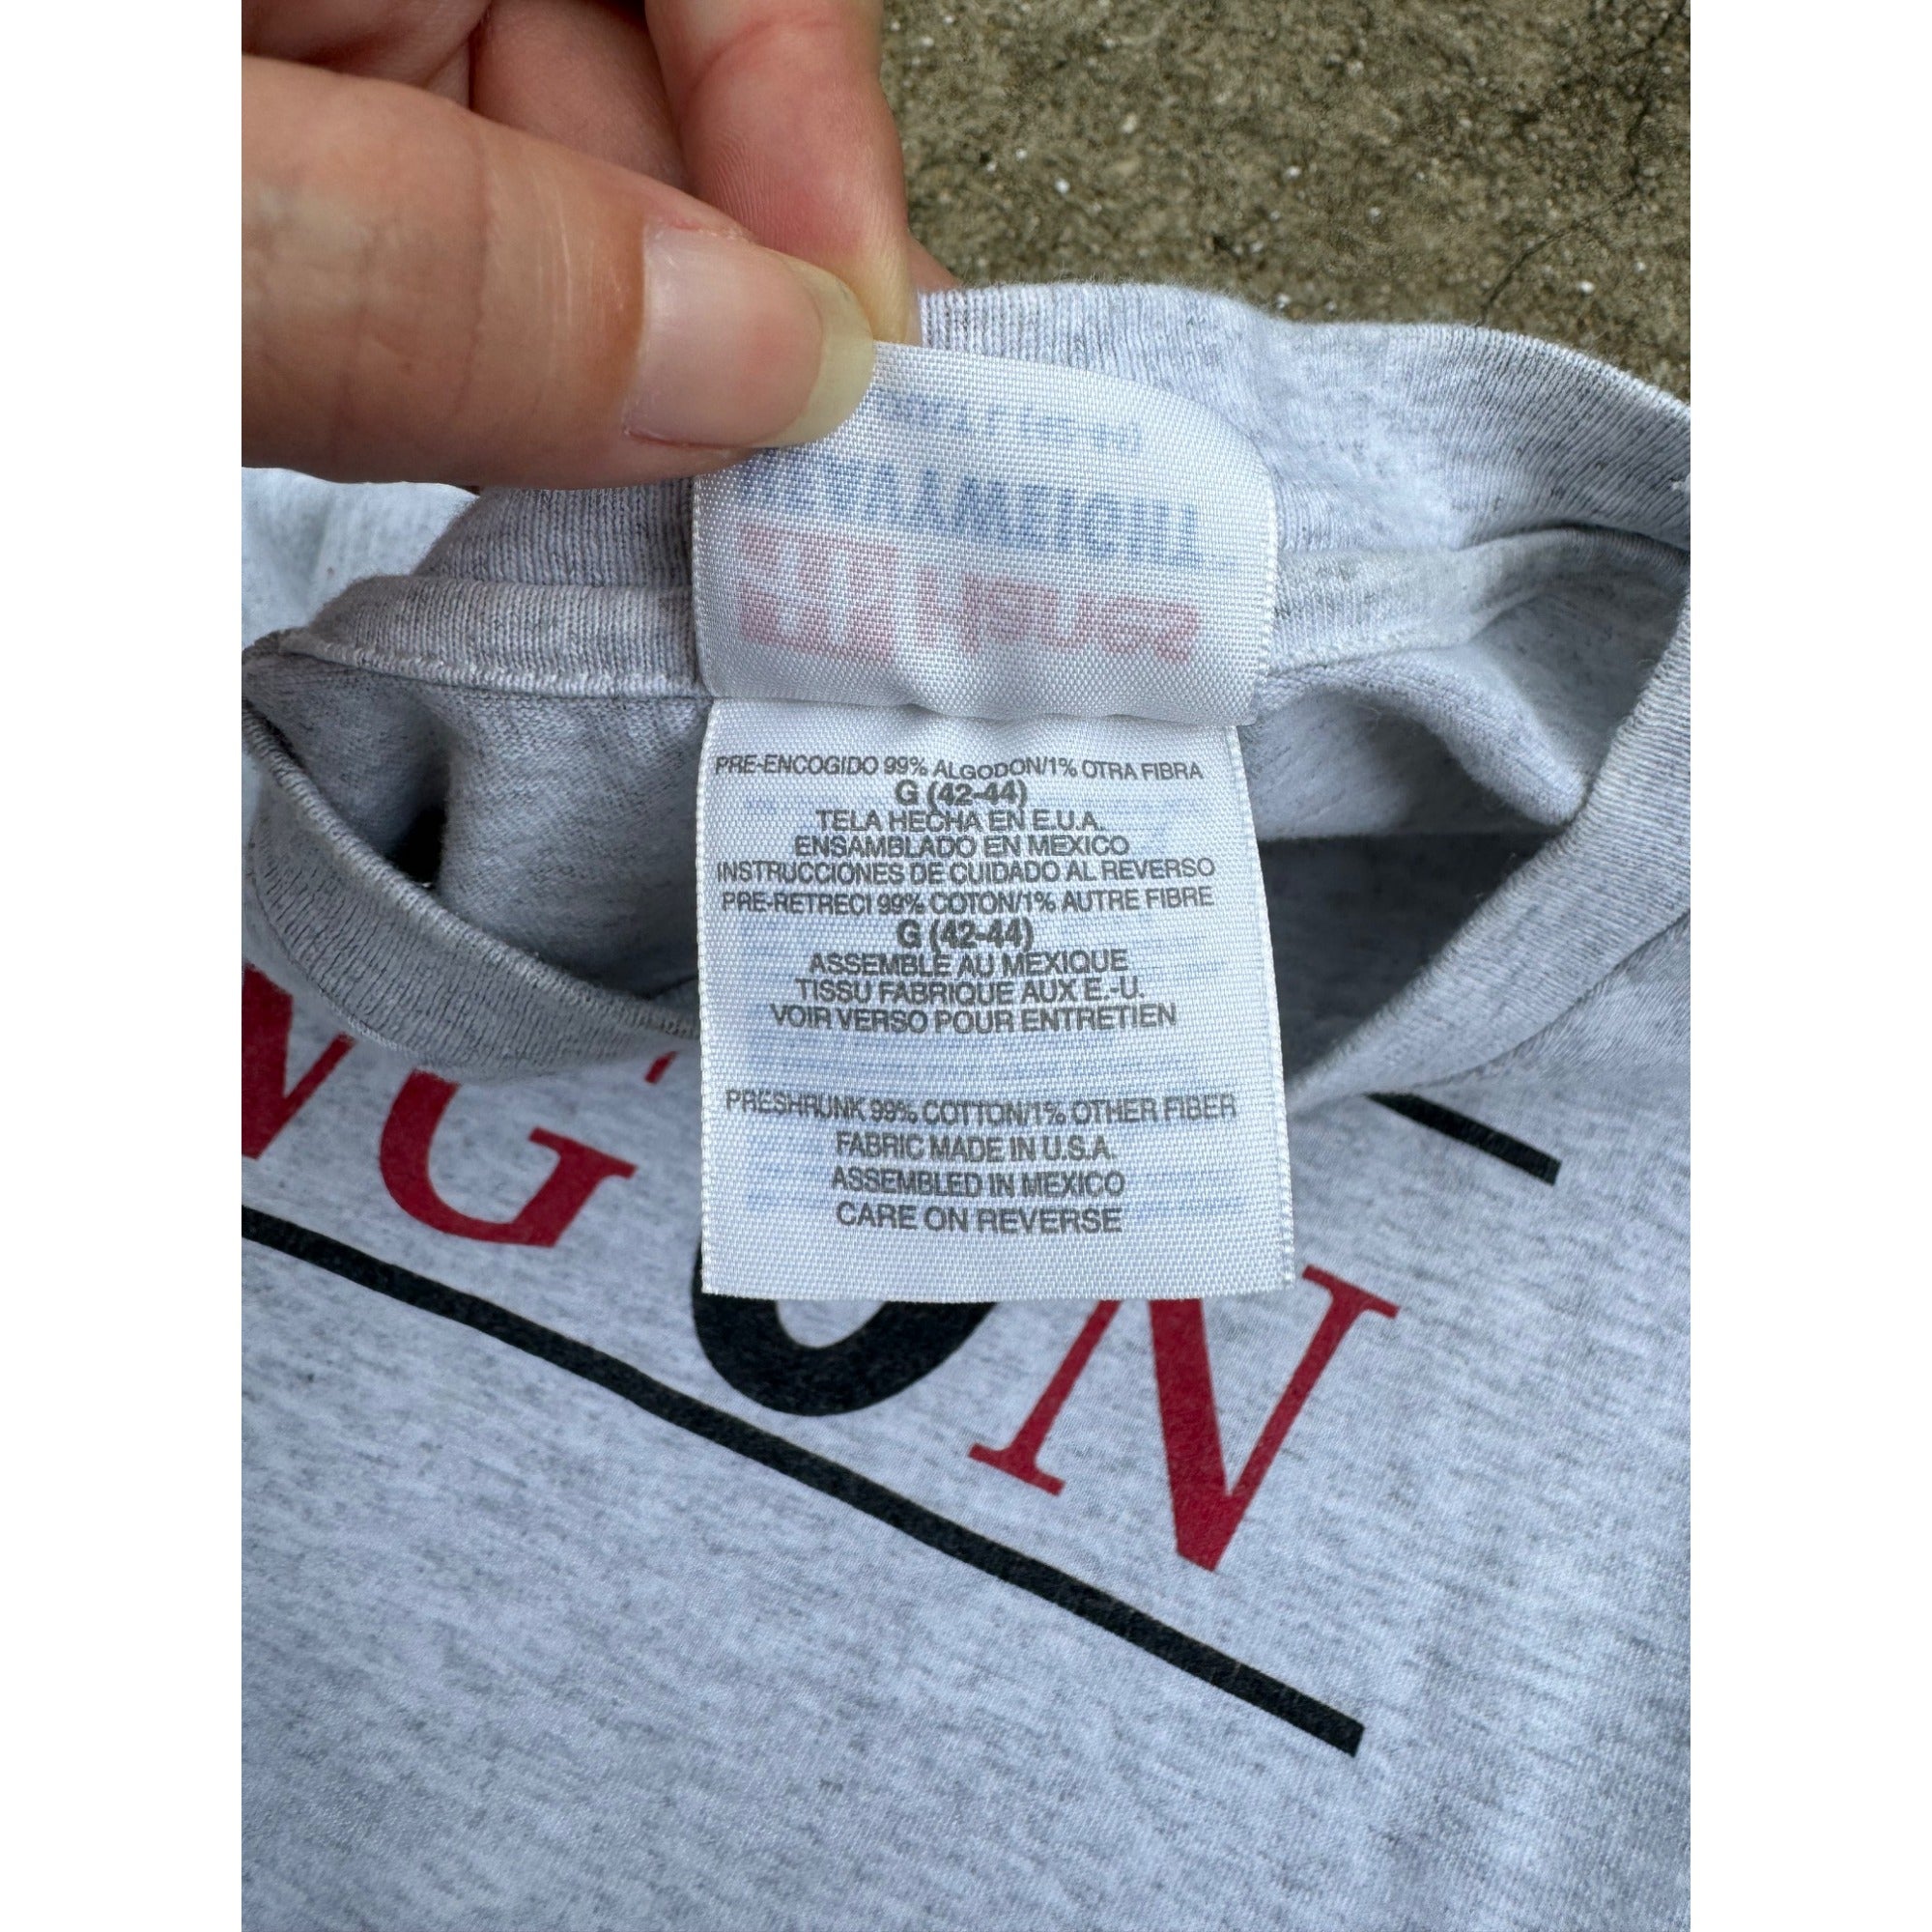 PRE-ENCOGIDO 99% ALGODON/1% OTRA FIBRA
G (42-44)
TELA HECHA EN E.U.A.
ENSAMBLADO EN MEXICO
INSTRUCCIONES DE CUIDADO AL REVERSO
PRE-RETRECI 99% COTON/1% AUTRE FIBRE
G (42-44)
ASSEMBLE AU MEXIQUE
TISSU FABRIQUE AUX E.-U.
VOIR VERSO POUR ENTRETIEN
PRESHRUNK 99% COTTON/1% OTHER FIBER
FABRIC MADE IN U.S.A.
ASSEMBLED IN MEXICO
CARE ON REVERSE
NG
ON